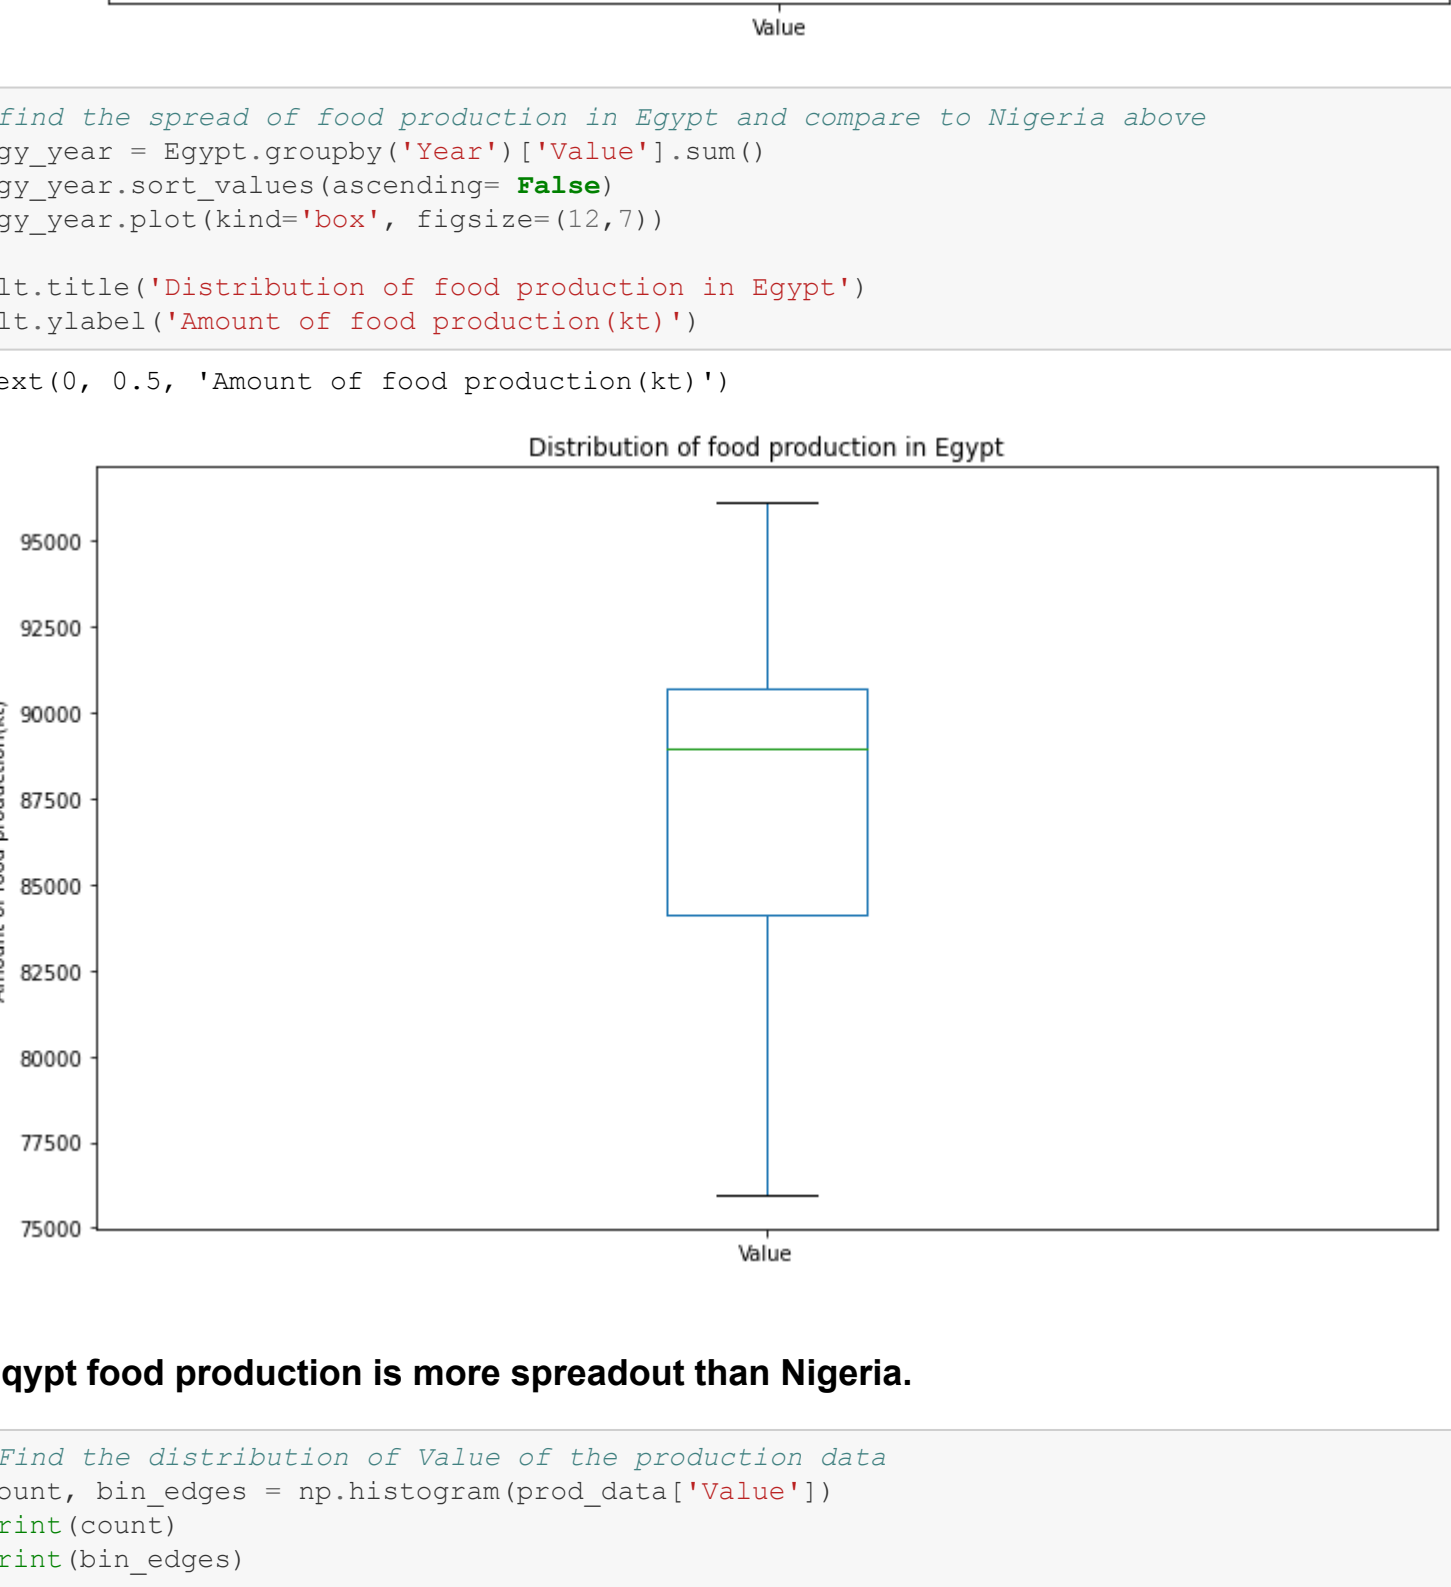 Value
find the spread of food production in Egypt and compare to Nigeria above
gy_year = Egypt.groupby('Year')['Value'].sum()
gy_year.sort_values(ascending= False)
gy_year.plot(kind='box', figsize=(12,7))
lt.title('Distribution of food production in Egypt')
lt.ylabel('Amount of food production(kt)')
ext(0, 0.5, 'Amount of food production(kt)')
Distribution of food production in Egypt
95000
92500
90000
87500
85000
82500
80000
77500
75000
Value
qypt food production is more spreadout than Nigeria.
Find the distribution of Value of the production data
ount, bin_edges = np.histogram(prod_data['Value'])
rint(count)
rint(bin_edges)